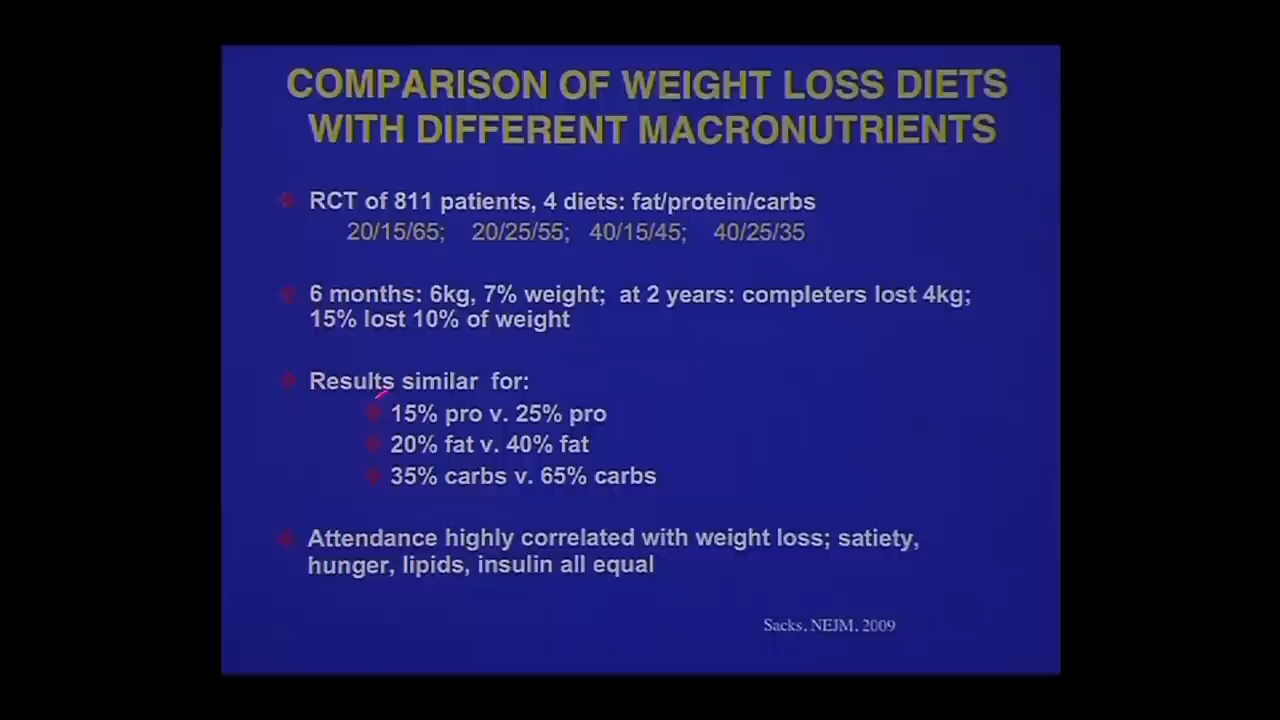 COMPARISON OF WEIGHT LOSS DIETS
WITH DIFFERENT MACRONUTRIENTS
RCT of 811 patients, 4 diets: fat/protein/carbs
20/15/65; 20/25/55; 40/15/45; 40/25/35
6 months: 6kg, 7% weight; at 2 years: completers lost 4kg;
15% lost 10% of weight
Results similar for:
15% pro v. 25% pro
20% fat v. 40% fat
35% carbs v. 65% carbs
Attendance highly correlated with weight loss; satiety,
hunger, lipids, insulin all equal
Sacks, NEJM, 2009